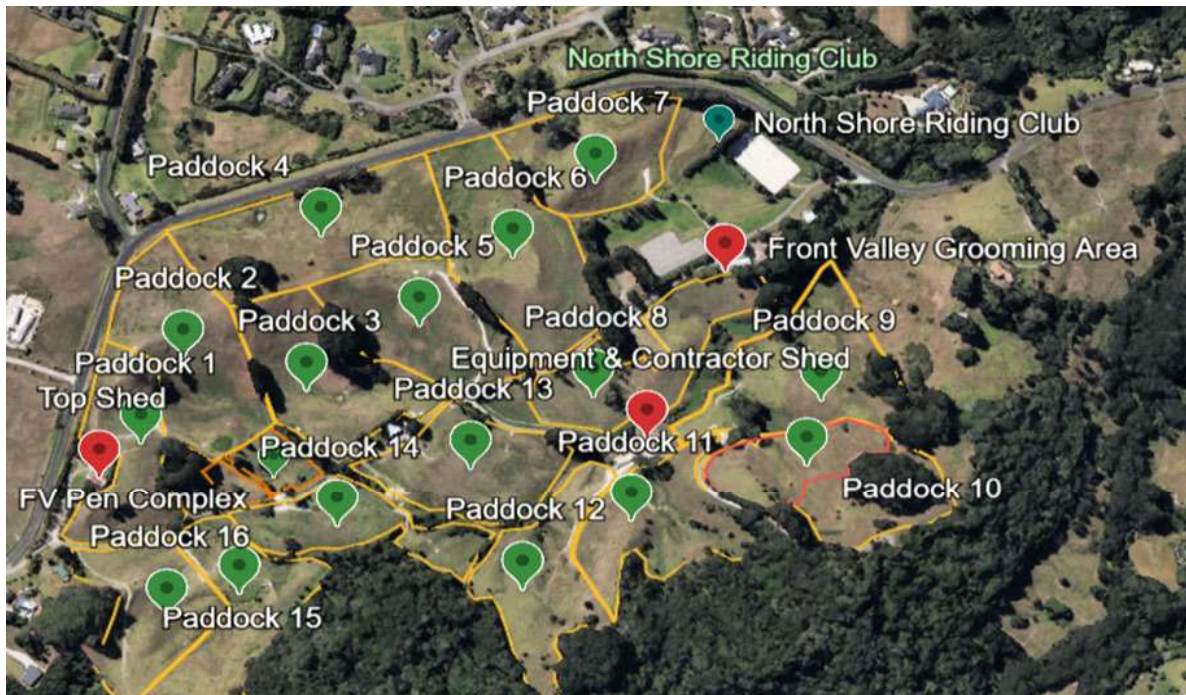 North Shore Riding Club
Paddock 7
North Shore Riding Club
Paddock 4
Paddock 6
Paddock 5
Front Valley Grooming Area
Paddock 2
Paddock 3
Paddock 8
Paddock 9
Paddock 1
Equipment & Contractor Shed
Top Shed
Paddock 13
Paddock 14
Paddock 11
FV Pen Complex
Paddock 10
Paddock 12
Paddock 16
Paddock 15